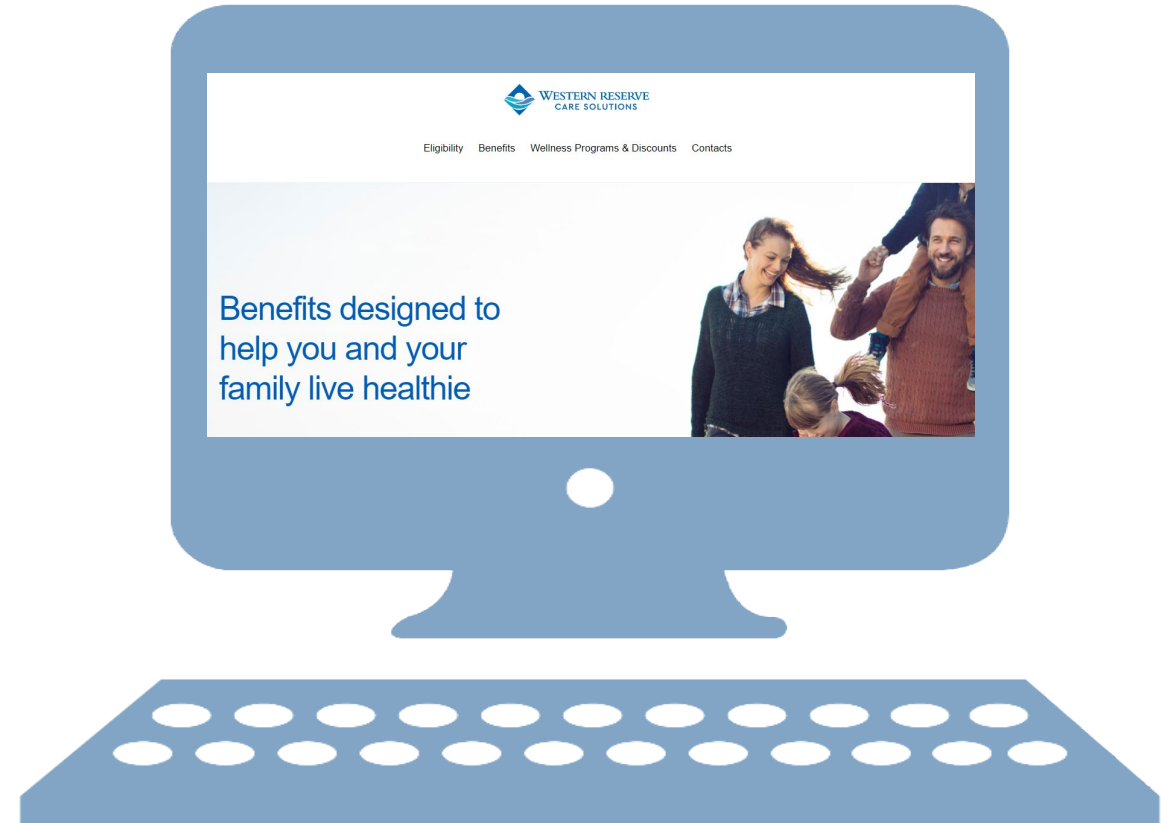 WESTERN RESERVE
CARE SOLUTIONS
Eligibility Benefits Wellness Programs & Discounts Contacts
Benefits designed to
help you and your
family live healthie